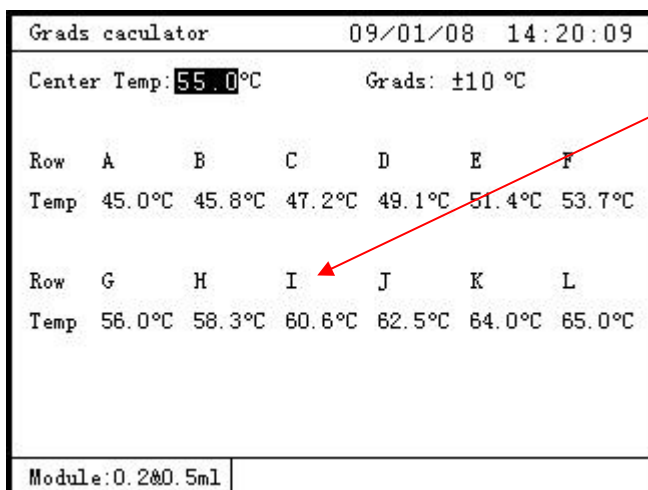 Grads caculator 09/01/08 14:20:09
Center Temp:55.0°C Grads: ±10 °C
Row A B C D E F
Temp 45.0°C 45.8°C 47.2°C 49.1°C 51.4°C 53.7°C
Row G H I J K L
Temp 56.0°C 58.3°C 60.6°C 62.5°C 64.0°C 65.0°C
Module:0.2&0.5ml